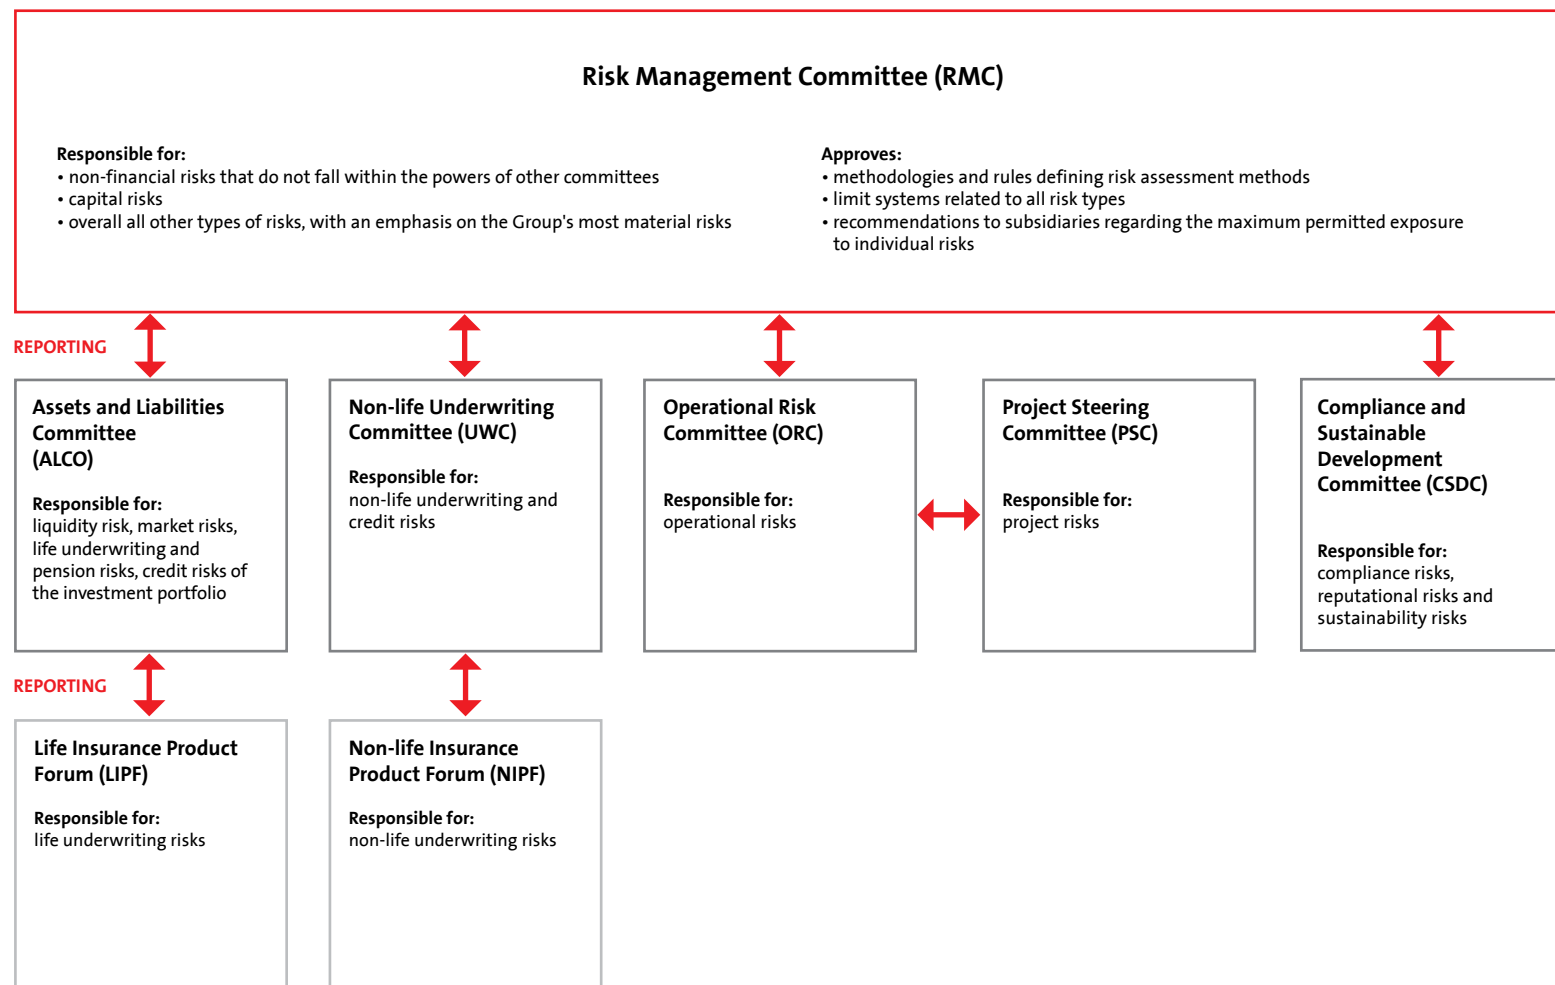 Risk Management Committee (RMC)
Responsible for:
• non-financial risks that do not fall within the powers of other committees
• capital risks
• overall all other types of risks, with an emphasis on the Group's most material risks
Approves:
• methodologies and rules defining risk assessment methods
• limit systems related to all risk types
• recommendations to subsidiaries regarding the maximum permitted exposure
to individual risks
REPORTING
Assets and Liabilities
Committee
(ALCO)
Responsible for:
liquidity risk, market risks,
life underwriting and
pension risks, credit risks of
the investment portfolio
Non-life Underwriting
Committee (UWC)
Responsible for:
non-life underwriting and
credit risks
Operational Risk
Committee (ORC)
Responsible for:
operational risks
Project Steering
Committee (PSC)
Responsible for:
project risks
Compliance and
Sustainable
Development
Committee (CSDC)
Responsible for:
compliance risks,
reputational risks and
sustainability risks
REPORTING
Life Insurance Product
Forum (LIPF)
Responsible for:
life underwriting risks
Non-life Insurance
Product Forum (NIPF)
Responsible for:
non-life underwriting risks